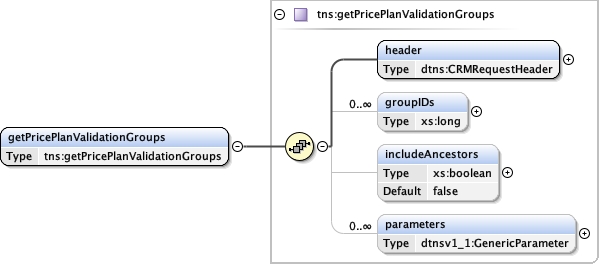 tns:getPricePlanValidationGroups
header
Type dtns:CRMRequestHeader
0..∞
groupIDs
Type xs:long
getPricePlanValidationGroups
Type tns:getPricePlanValidationGroups
includeAncestors
Type xs:boolean
Default false
0..∞
parameters
Type dtnsv1_1:GenericParameter